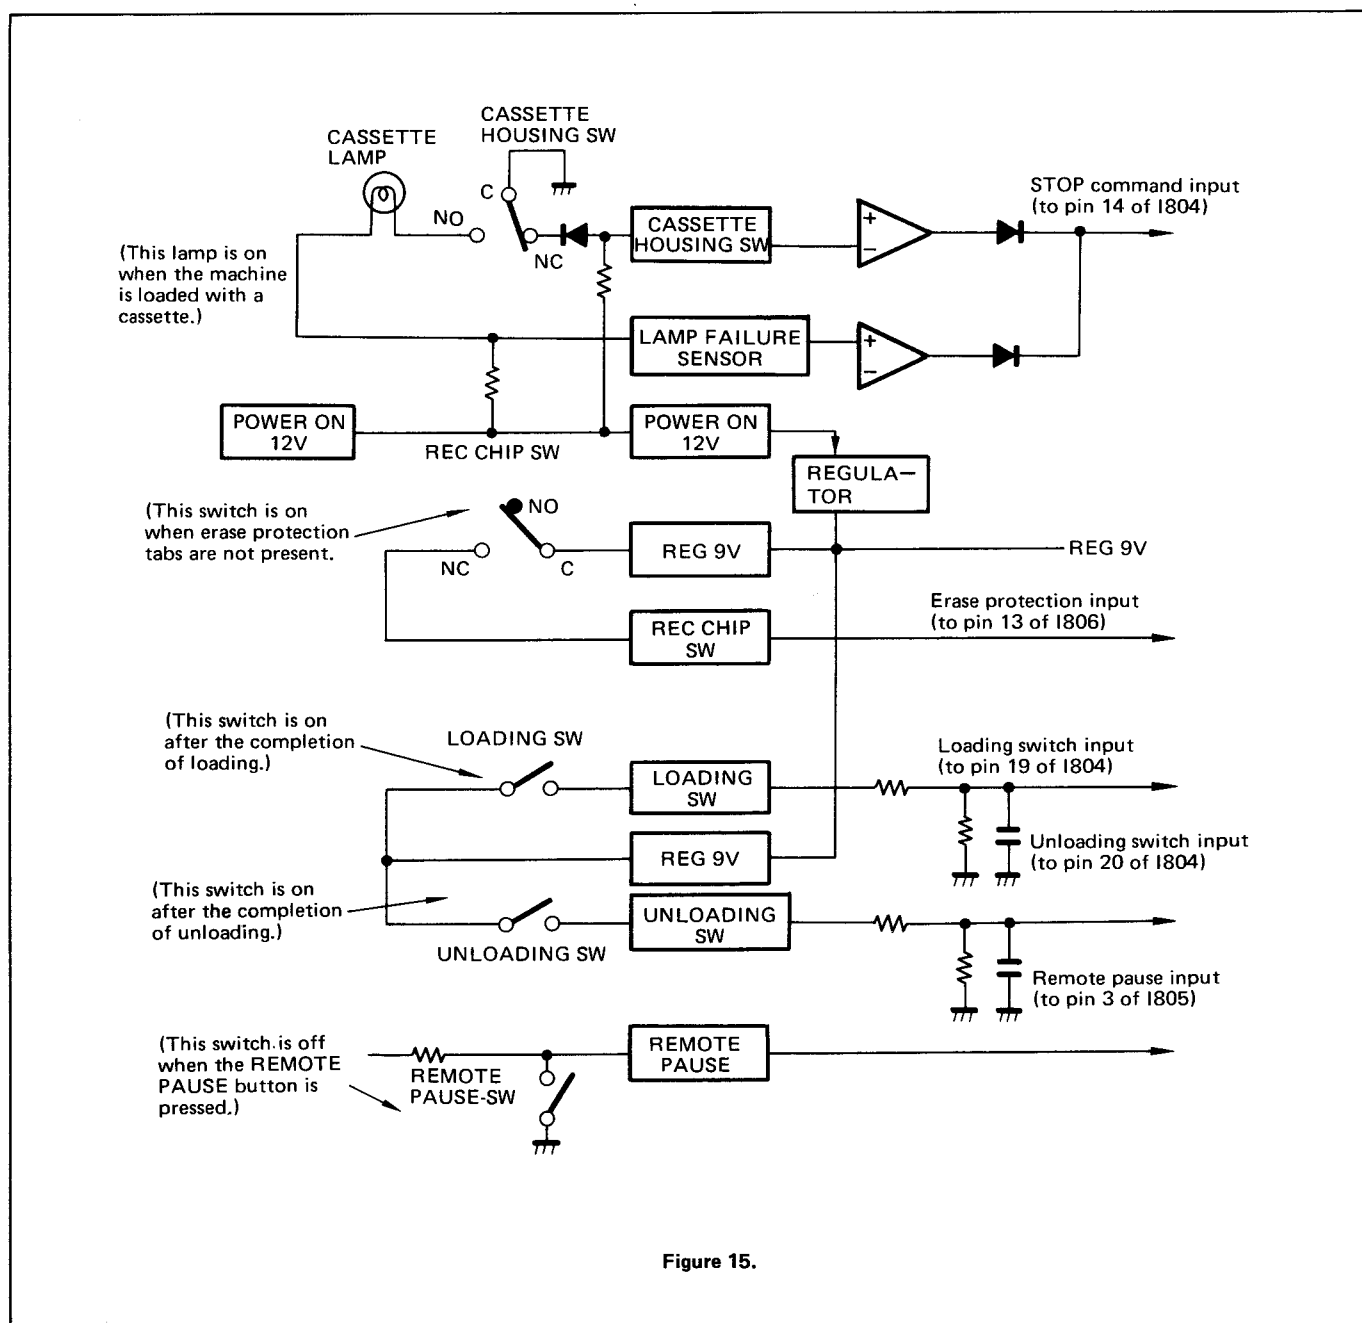 CASSETTE
HOUSING SW
CASSETTE
LAMP
C
NO
NC
CASSETTE
HOUSING SW
+
−
STOP command input
(to pin 14 of I804)
(This lamp is on
when the machine
is loaded with a
cassette.)
LAMP FAILURE
SENSOR
+
−
POWER ON
12V
REC CHIP SW
POWER ON
12V
REGULA−
TOR
(This switch is on
when erase protection
tabs are not present.
NO
NC
C
REG 9V
REG 9V
REC CHIP
SW
Erase protection input
(to pin 13 of I806)
(This switch is on
after the completion
of loading.)
LOADING SW
LOADING
SW
Loading switch input
(to pin 19 of I804)
REG 9V
Unloading switch input
(to pin 20 of I804)
(This switch is on
after the completion
of unloading.)
UNLOADING SW
UNLOADING
SW
Remote pause input
(to pin 3 of I805)
(This switch is off
when the REMOTE
PAUSE button is
pressed.)
REMOTE
PAUSE-SW
REMOTE
PAUSE
Figure 15.